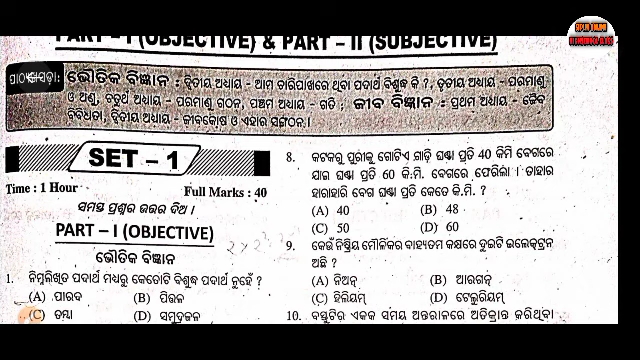 PART – I (OBJECTIVE) & PART – II (SUBJECTIVE)
ଭୌତିକ ବିଜ୍ଞାନ : ଦ୍ୱିତୀୟ ଅଧ୍ୟାୟ - ଆମ ଚାରିପାଖରେ ଥିବା ପଦାର୍ଥ ବିଶୁଦ୍ଧ କି ?, ତୃତୀୟ ଅଧ୍ୟାୟ - ପରମାଣୁ
ଓ ଅଣୁ, ଚତୁର୍ଥ ଅଧ୍ୟାୟ - ପରମାଣୁ ଗଠନ, ପଞ୍ଚମ ଅଧ୍ୟାୟ - ଗତି ; ଜୀବ ବିଜ୍ଞାନ : ପ୍ରଥମ ଅଧ୍ୟାୟ - ଜୈବ
ବିବିଧତା, ଦ୍ୱିତୀୟ ଅଧ୍ୟାୟ - ଜୀବକୋଷ ଓ ଏହାର ସଂଗଠନ ।
SET – 1
Time : 1 Hour Full Marks : 40
ସମସ୍ତ ପ୍ରଶ୍ନର ଉତ୍ତର ଦିଅ ।
PART – I (OBJECTIVE)
ଭୌତିକ ବିଜ୍ଞାନ
1. ନିମ୍ନଲିଖିତ ପଦାର୍ଥ ମଧ୍ୟରୁ କେଉଁଟି ବିଶୁଦ୍ଧ ପଦାର୍ଥ ନୁହେଁ ?
(A) ପାରଦ (B) ପିତ୍ତଳ
(C) ତମ୍ବା (D) ସମୁଦ୍ରଜଳ
8. କଟକରୁ ପୁରୀକୁ ଗୋଟିଏ ଗାଡ଼ି ଘଣ୍ଟା ପ୍ରତି 40 କିମି ବେଗରେ
ଯାଇ ଘଣ୍ଟା ପ୍ରତି 60 କି.ମି. ବେଗରେ ଫେରିଲା । ତାହାର
ହାରାହାରି ବେଗ ଘଣ୍ଟା ପ୍ରତି କେତେ କି.ମି. ?
(A) 40 (B) 48
(C) 50 (D) 60
9. କେଉଁ ନିଷ୍କ୍ରିୟ ମୌଳିକର ବାହ୍ୟତମ କକ୍ଷରେ ଦୁଇଟି ଇଲେକଟ୍ରନ୍
ଅଛି ?
(A) ନିଅନ୍ (B) ଆରଗନ୍
(C) ହିଲିୟମ୍ (D) ଟେଲୁରିୟମ୍
10. ବସ୍ତୁଟିର ଏକକ ସମୟ ଅନ୍ତରାଳରେ ଅତିକ୍ରାନ୍ତ କରିଥିବା